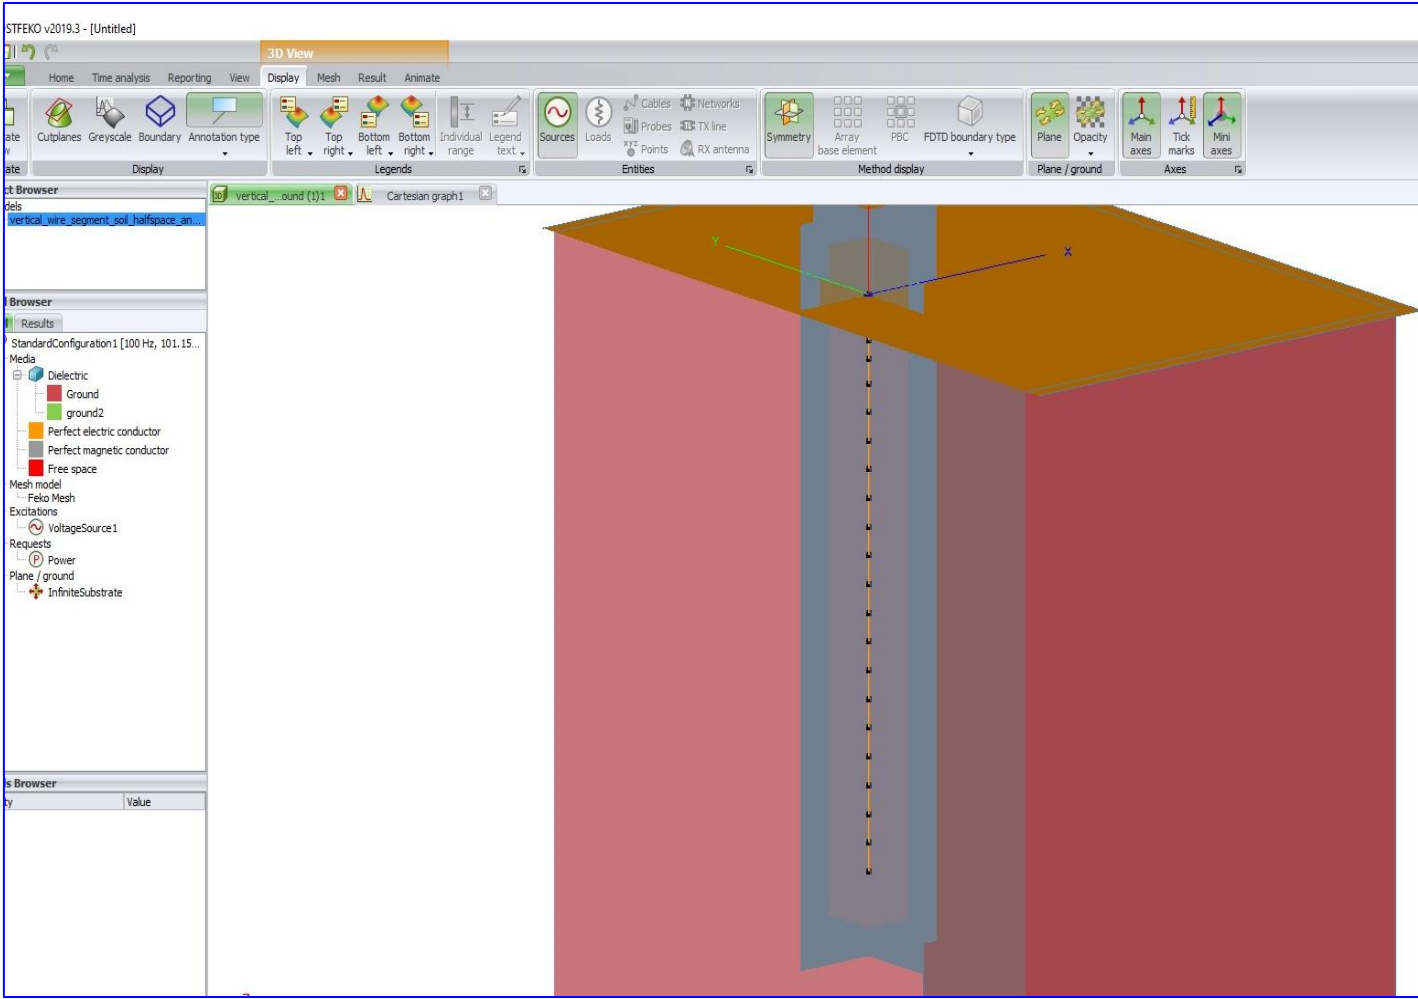 STFEKO v2019.3 - [Untitled]
3D View
Home Time analysis Reporting View Display Mesh Result Animate
Cutplanes Greyscale Boundary Annotation type
Top left Top right Bottom left Bottom right Individual range Legend text
Sources Loads Cables Probes Points Networks TX line RX antenna
xyz
Symmetry Array base element PBC FDTD boundary type
Plane Opacity
Main axes Tick marks Mini axes
ate
w
ate Display Legends Entities Method display Plane / ground Axes
ct Browser
dels
vertical_wire_segment_soil_halfspace_an...
3D vertical_...ound (1)1 Cartesian graph1
Browser
Results
StandardConfiguration1 [100 Hz, 101.15...
Media
Dielectric
Ground
ground2
Perfect electric conductor
Perfect magnetic conductor
Free space
Mesh model
Feko Mesh
Excitations
VoltageSource1
Requests
P Power
Plane / ground
InfiniteSubstrate
ls Browser
ty Value
Y
X